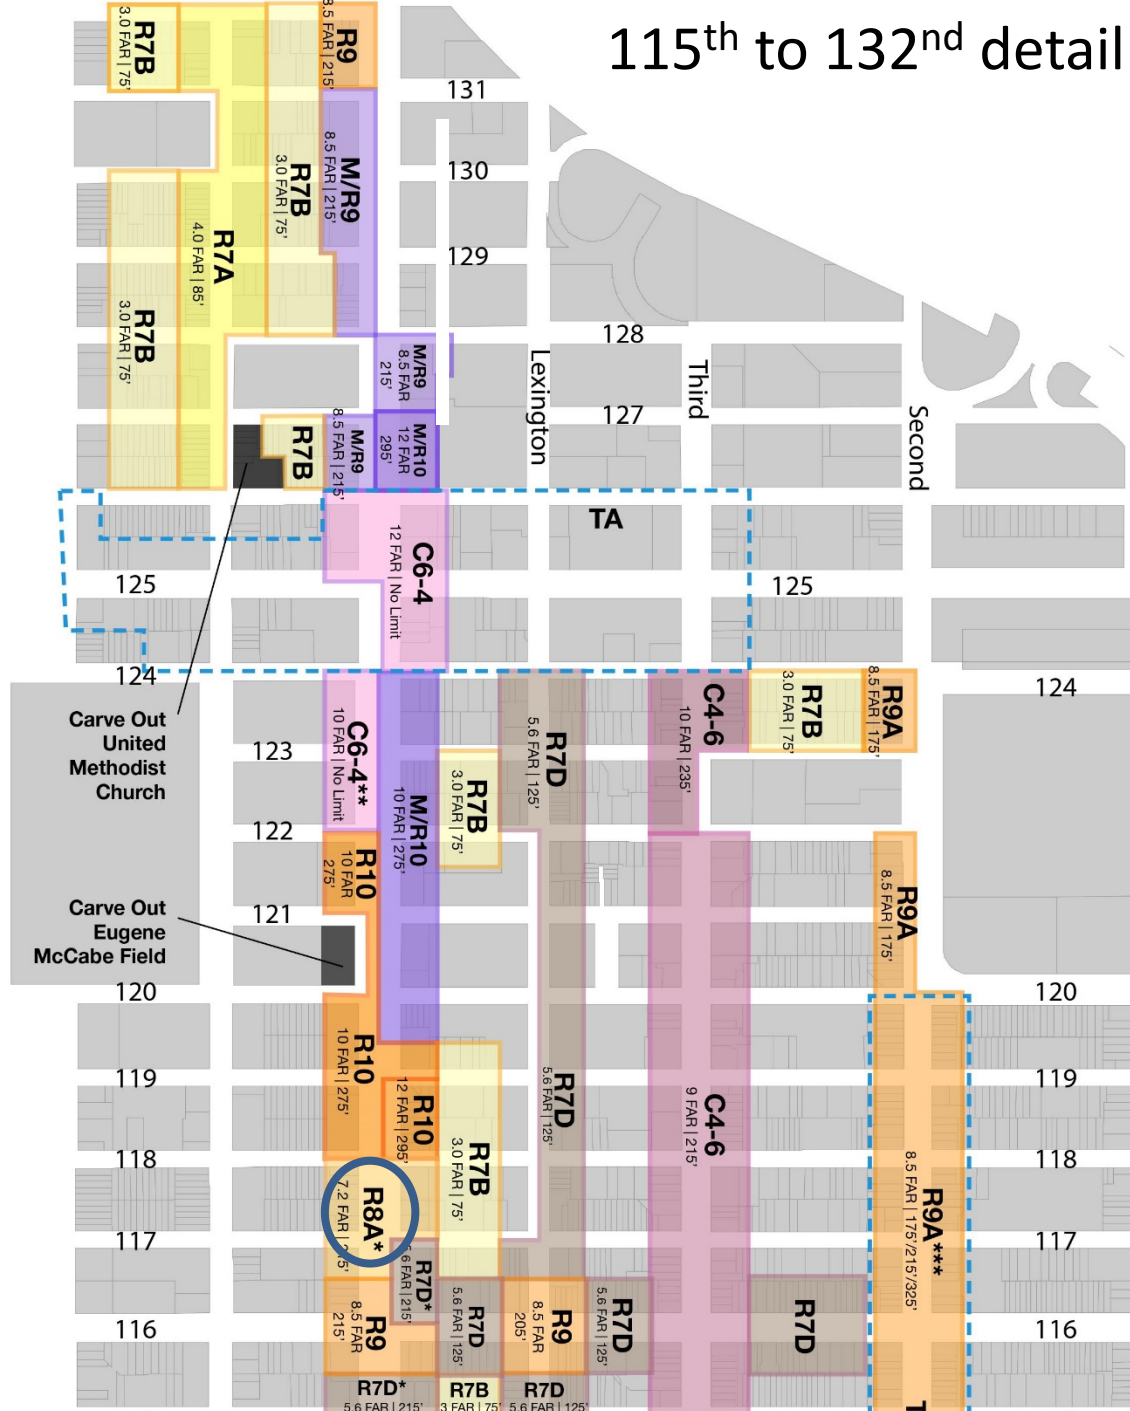 115th to 132nd detail
R7B
3.0 FAR | 75'
R9
8.5 FAR | 215'
131
130
129
128
127
R7B
3.0 FAR | 75'
M/R9
8.5 FAR | 215'
R7A
4.0 FAR | 85'
R7B
3.0 FAR | 75'
M/R9
8.5 FAR
215'
Lexington
Third
Second
R7B
M/R9
8.5 FAR | 215'
M/R10
12 FAR
295'
TA
C6-4
12 FAR | No Limit
125
125
124
124
Carve Out
United
Methodist
Church
123
C6-4**
10 FAR | No Limit
M/R10
10 FAR | 275'
R7B
3.0 FAR | 75'
R7D
5.6 FAR | 125'
C4-6
10 FAR | 235'
R7B
3.0 FAR | 75'
R9A
8.5 FAR | 175'
122
R10
10 FAR
275'
R9A
8.5 FAR | 175'
121
Carve Out
Eugene
McCabe Field
120
120
R10
10 FAR | 275'
119
119
R10
12 FAR | 295'
R7B
3.0 FAR | 75'
R7D
5.6 FAR | 125'
C4-6
9 FAR | 215'
R9A***
8.5 FAR | 175'/215'/325'
118
118
R8A*
7.2 FAR |
117
117
R7D*
5.6 FAR | 215'
R9
8.5 FAR
215'
R7D
5.6 FAR | 125'
R9
8.5 FAR
205'
R7D
5.6 FAR | 125'
R7D
116
116
R7D*
5.6 FAR | 215'
R7B
3 FAR | 75'
R7D
5.6 FAR | 125'